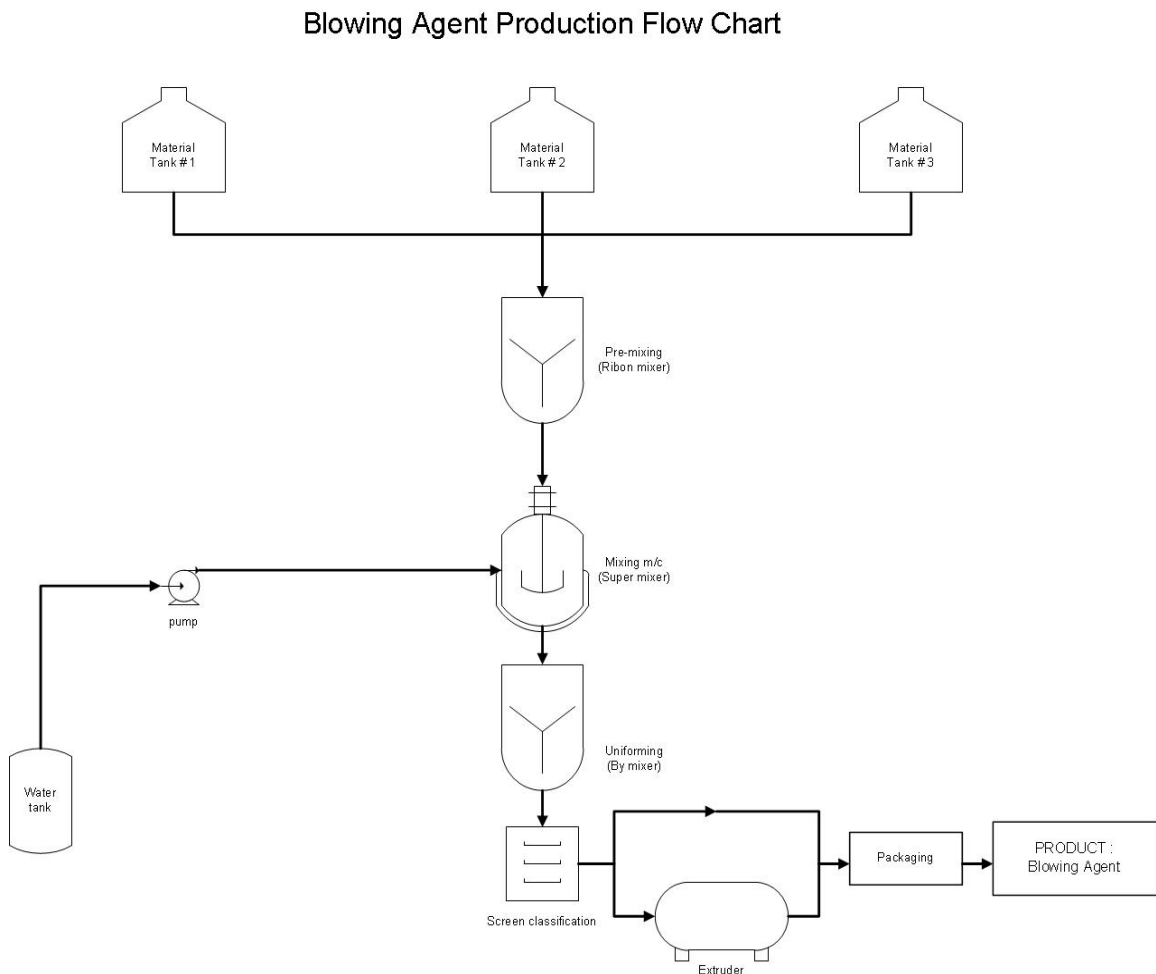 Blowing Agent Production Flow Chart
Material
Tank # 1
Material
Tank # 2
Material
Tank # 3
Pre-mixing
(Ribon mixer)
Mixing m/c
(Super mixer)
pump
Uniforming
(By mixer)
Water
tank
Screen classification
Extruder
Packaging
PRODUCT :
Blowing Agent